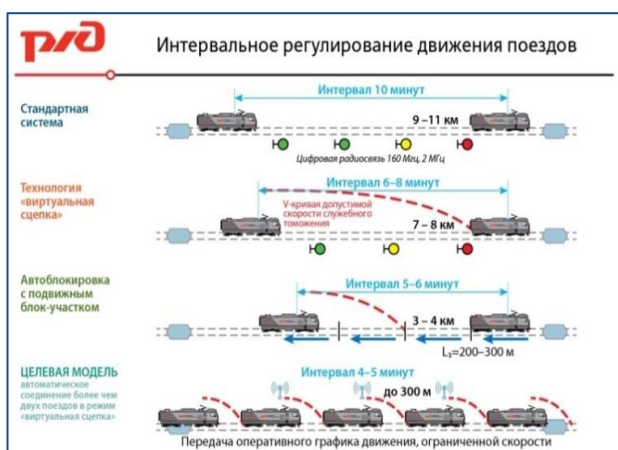 ржд
Интервальное регулирование движения поездов
Стандартная
система
Интервал 10 минут
9 –11 км
Цифровая радиосвязь 160 Мгц, 2 МГц
Технология
«виртуальная
сцепка»
Интервал 6–8 минут
V-кривая допустимой
скорости служебного
томожения
7 – 8 км
Автоблокировка
с подвижным
блок-участком
Интервал 5–6 минут
3 – 4 км
Lз=200–300 м
ЦЕЛЕВАЯ МОДЕЛЬ
автоматическое
соединение более чем
двух поездов в режим
«виртуальная сцепка»
Интервал 4–5 минут
до 300 м
Передача оперативного графика движения, ограниченной скорости